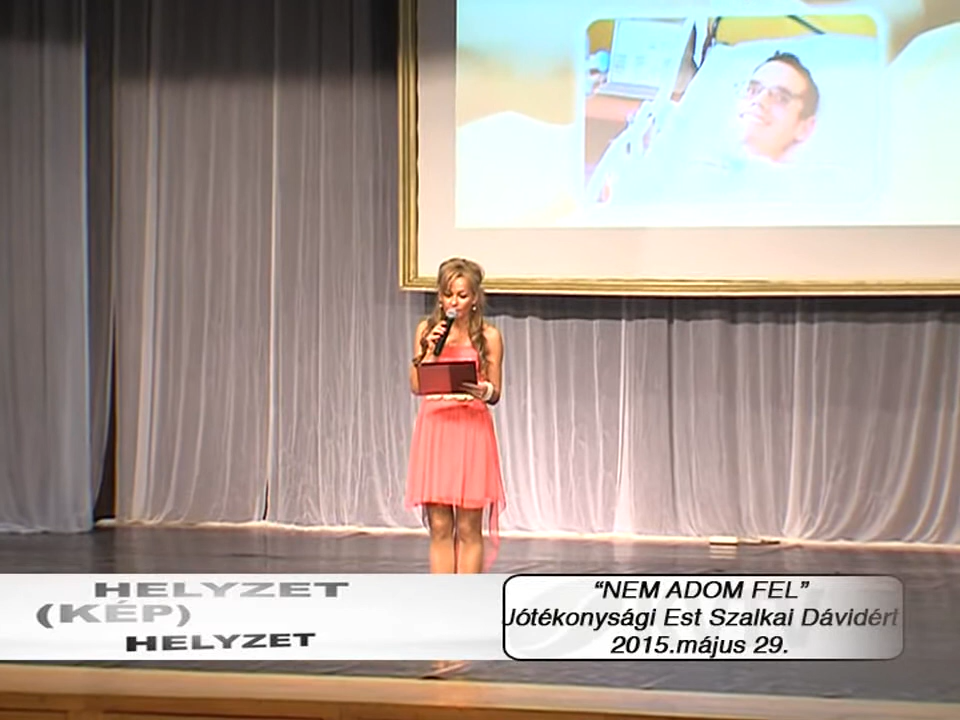 HELYZET
(KÉP)
HELYZET
“NEM ADOM FEL”
Jótékonysági Est Szalkai Dávidért
2015.május 29.